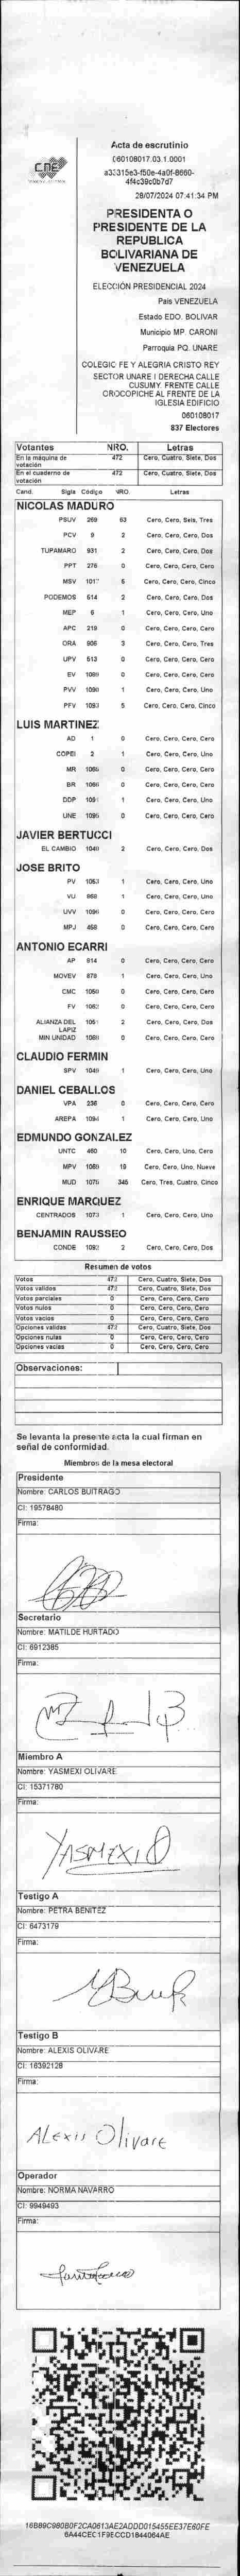 CNE
Acta de escrutinio
060108017.03.1.0001
a33315e3-f50e-4a0f-8660-
4f4c39c0b7d7
28/07/2024 07:41:34 PM
PRESIDENTA O
PRESIDENTE DE LA
REPUBLICA
BOLIVARIANA DE
VENEZUELA
ELECCIÓN PRESIDENCIAL 2024
Pais VENEZUELA
Estado EDO. BOLIVAR
Municipio MP. CARONI
Parroquia PQ. UNARE
COLEGIO FE Y ALEGRIA CRISTO REY
SECTOR UNARE I DERECHA CALLE
CUSUMY. FRENTE CALLE
CROCOPICHE AL FRENTE DE LA
IGLESIA EDIFICIO
060108017
837 Electores
Votantes NRO. Letras
En la máquina de votación 472 Cero, Cuatro, Siete, Dos
En el cuaderno de votación 472 Cero, Cuatro, Siete, Dos
Cand. Sigla Código NRO. Letras
NICOLAS MADURO
PSUV 269 63 Cero, Cero, Seis, Tres
PCV 9 2 Cero, Cero, Cero, Dos
TUPAMARO 931 2 Cero, Cero, Cero, Dos
PPT 276 0 Cero, Cero, Cero, Cero
MSV 1017 5 Cero, Cero, Cero, Cinco
PODEMOS 514 2 Cero, Cero, Cero, Dos
MEP 6 1 Cero, Cero, Cero, Uno
APC 219 0 Cero, Cero, Cero, Cero
ORA 906 3 Cero, Cero, Cero, Tres
UPV 513 0 Cero, Cero, Cero, Cero
EV 1089 0 Cero, Cero, Cero, Cero
PVV 1090 1 Cero, Cero, Cero, Uno
PFV 1093 5 Cero, Cero, Cero, Cinco
LUIS MARTINEZ
AD 1 0 Cero, Cero, Cero, Cero
COPEI 2 1 Cero, Cero, Cero, Uno
MR 1065 0 Cero, Cero, Cero, Cero
BR 1066 0 Cero, Cero, Cero, Cero
DDP 1091 1 Cero, Cero, Cero, Uno
UNE 1095 0 Cero, Cero, Cero, Cero
JAVIER BERTUCCI
EL CAMBIO 1040 2 Cero, Cero, Cero, Dos
JOSE BRITO
PV 1053 1 Cero, Cero, Cero, Uno
VU 959 1 Cero, Cero, Cero, Uno
UVV 1096 0 Cero, Cero, Cero, Cero
MPJ 458 0 Cero, Cero, Cero, Cero
ANTONIO ECARRI
AP 914 0 Cero, Cero, Cero, Cero
MOVEV 879 1 Cero, Cero, Cero, Uno
CMC 1050 0 Cero, Cero, Cero, Cero
FV 1052 0 Cero, Cero, Cero, Cero
ALIANZA DEL LAPIZ 1051 2 Cero, Cero, Cero, Dos
MIN UNIDAD 1088 0 Cero, Cero, Cero, Cero
CLAUDIO FERMIN
SPV 1049 1 Cero, Cero, Cero, Uno
DANIEL CEBALLOS
VPA 236 0 Cero, Cero, Cero, Cero
AREPA 1094 1 Cero, Cero, Cero, Uno
EDMUNDO GONZALEZ
UNTC 460 10 Cero, Cero, Uno, Cero
MPV 1069 19 Cero, Cero, Uno, Nueve
MUD 1076 345 Cero, Tres, Cuatro, Cinco
ENRIQUE MARQUEZ
CENTRADOS 1073 1 Cero, Cero, Cero, Uno
BENJAMIN RAUSSEO
CONDE 1092 2 Cero, Cero, Cero, Dos
Resumen de votos
Votos 472 Cero, Cuatro, Siete, Dos
Votos validos 472 Cero, Cuatro, Siete, Dos
Votos parciales 0 Cero, Cero, Cero, Cero
Votos nulos 0 Cero, Cero, Cero, Cero
Votos vacios 0 Cero, Cero, Cero, Cero
Opciones validas 472 Cero, Cuatro, Siete, Dos
Opciones nulas 0 Cero, Cero, Cero, Cero
Opciones vacias 0 Cero, Cero, Cero, Cero
Observaciones:
Se levanta la presente acta la cual firman en
señal de conformidad.
Miembros de la mesa electoral
Presidente
Nombre: CARLOS BUITRAGO
CI: 19578480
Firma:
Secretario
Nombre: MATILDE HURTADO
CI: 6912385
Firma:
Miembro A
Nombre: YASMEXI OLIVARE
CI: 15371780
Firma:
YASMEXI O
Testigo A
Nombre: PETRA BENITEZ
CI: 6473179
Firma:
Testigo B
Nombre: ALEXIS OLIVARE
CI: 16392128
Firma:
ALexis Olivare
Operador
Nombre: NORMA NAVARRO
CI: 9949493
Firma:
16B89C980B0F2CA0613AE2ADDD015455EE37E60FE
6A44CEC1F9ECCD1844064AE